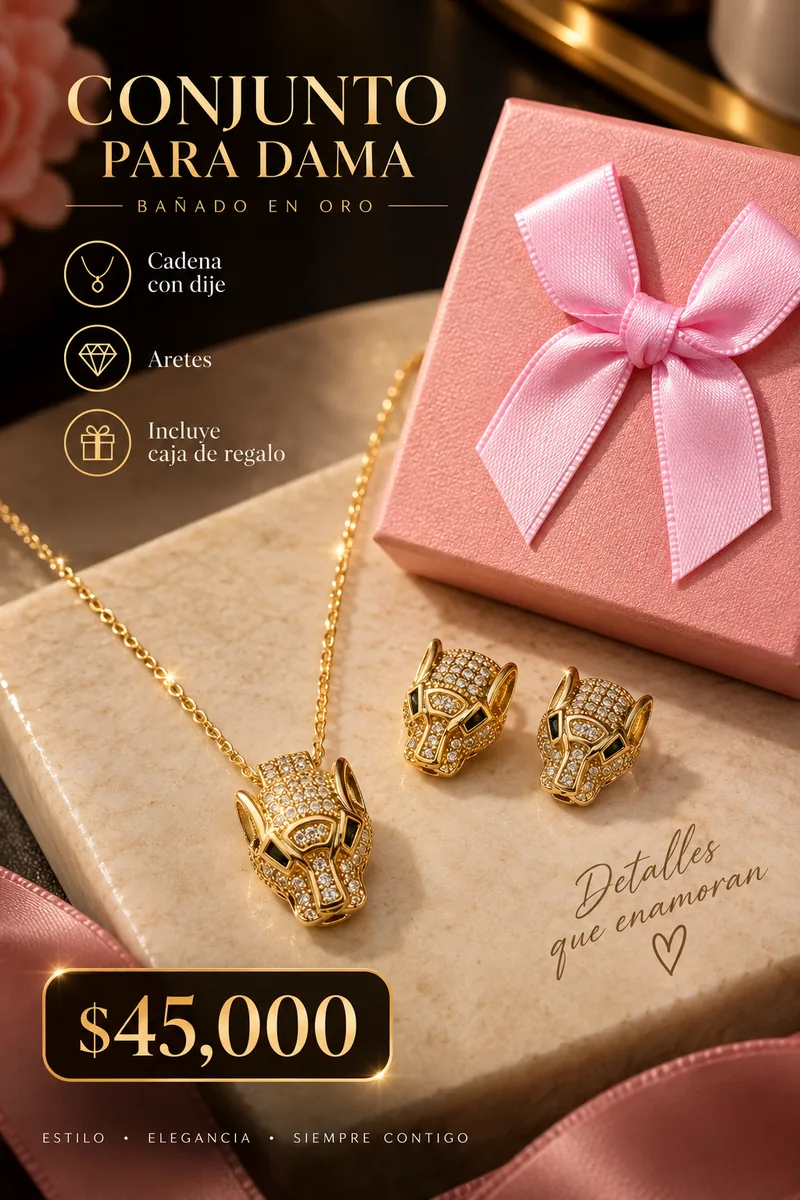 CONJUNTO
PARA DAMA
BAÑADO EN ORO
Cadena
con dije
Aretes
Incluye
caja de regalo
Detalles
que enamoran
$45,000
ESTILO • ELEGANCIA • SIEMPRE CONTIGO